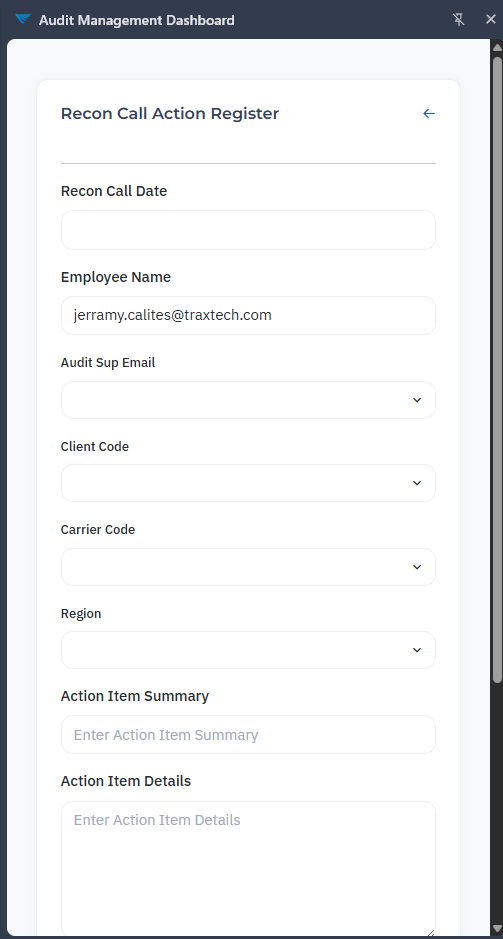 Audit Management Dashboard
Recon Call Action Register
Recon Call Date
Employee Name
jerramy.calites@traxtech.com
Audit Sup Email
Client Code
Carrier Code
Region
Action Item Summary
Enter Action Item Summary
Action Item Details
Enter Action Item Details